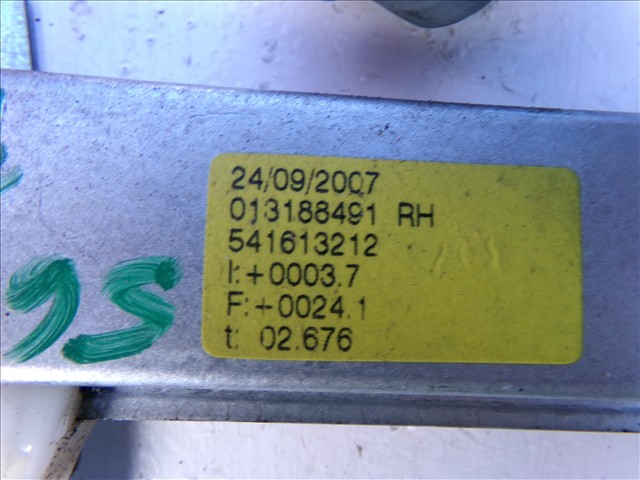 24/09/2007
013188491 RH
541613212
I:+0003.7
F:+0024.1
t: 02.676